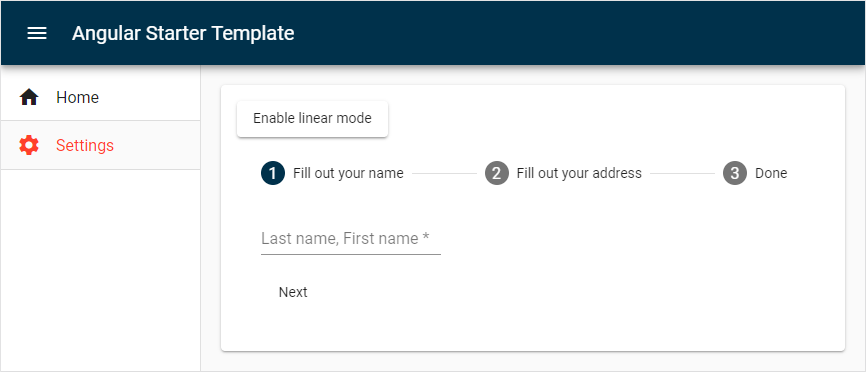 Angular Starter Template
Home
Settings
Enable linear mode
1 Fill out your name 2 Fill out your address 3 Done
Last name, First name *
Next